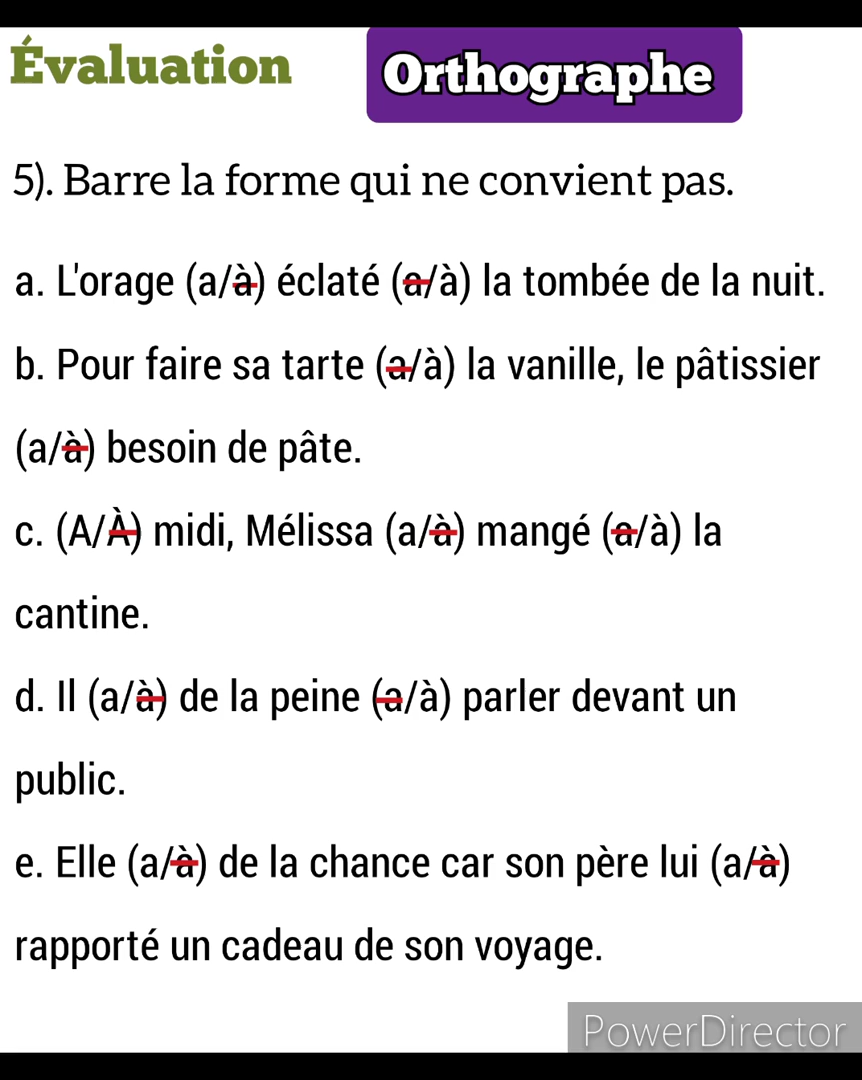 Évaluation
Orthographe
5). Barre la forme qui ne convient pas.
a. L'orage (a/à) éclaté (a/à) la tombée de la nuit.
b. Pour faire sa tarte (a/à) la vanille, le pâtissier
(a/à) besoin de pâte.
c. (A/À) midi, Mélissa (a/à) mangé (a/à) la
cantine.
d. Il (a/à) de la peine (a/à) parler devant un
public.
e. Elle (a/à) de la chance car son père lui (a/à)
rapporté un cadeau de son voyage.
PowerDirector